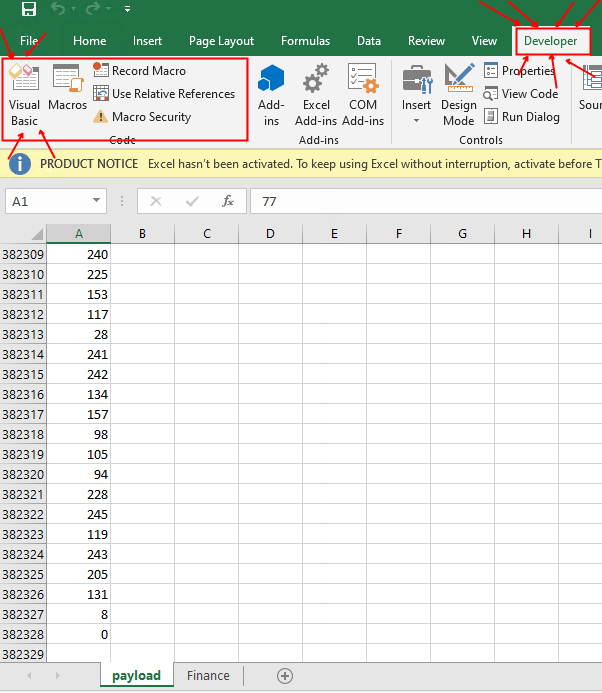 File Home Insert Page Layout Formulas Data Review View Developer
Visual Basic
Macros
Record Macro
Use Relative References
Macro Security
Code
Add-ins
Excel Add-ins
COM Add-ins
Add-ins
Insert
Design Mode
Properties
View Code
Run Dialog
Controls
Sour
PRODUCT NOTICE Excel hasn't been activated. To keep using Excel without interruption, activate before T
A1 fx 77
A B C D E F G H I
382309 240
382310 225
382311 153
382312 117
382313 28
382314 241
382315 242
382316 134
382317 157
382318 98
382319 105
382320 94
382321 228
382322 245
382323 119
382324 243
382325 205
382326 131
382327 8
382328 0
382329
payload Finance